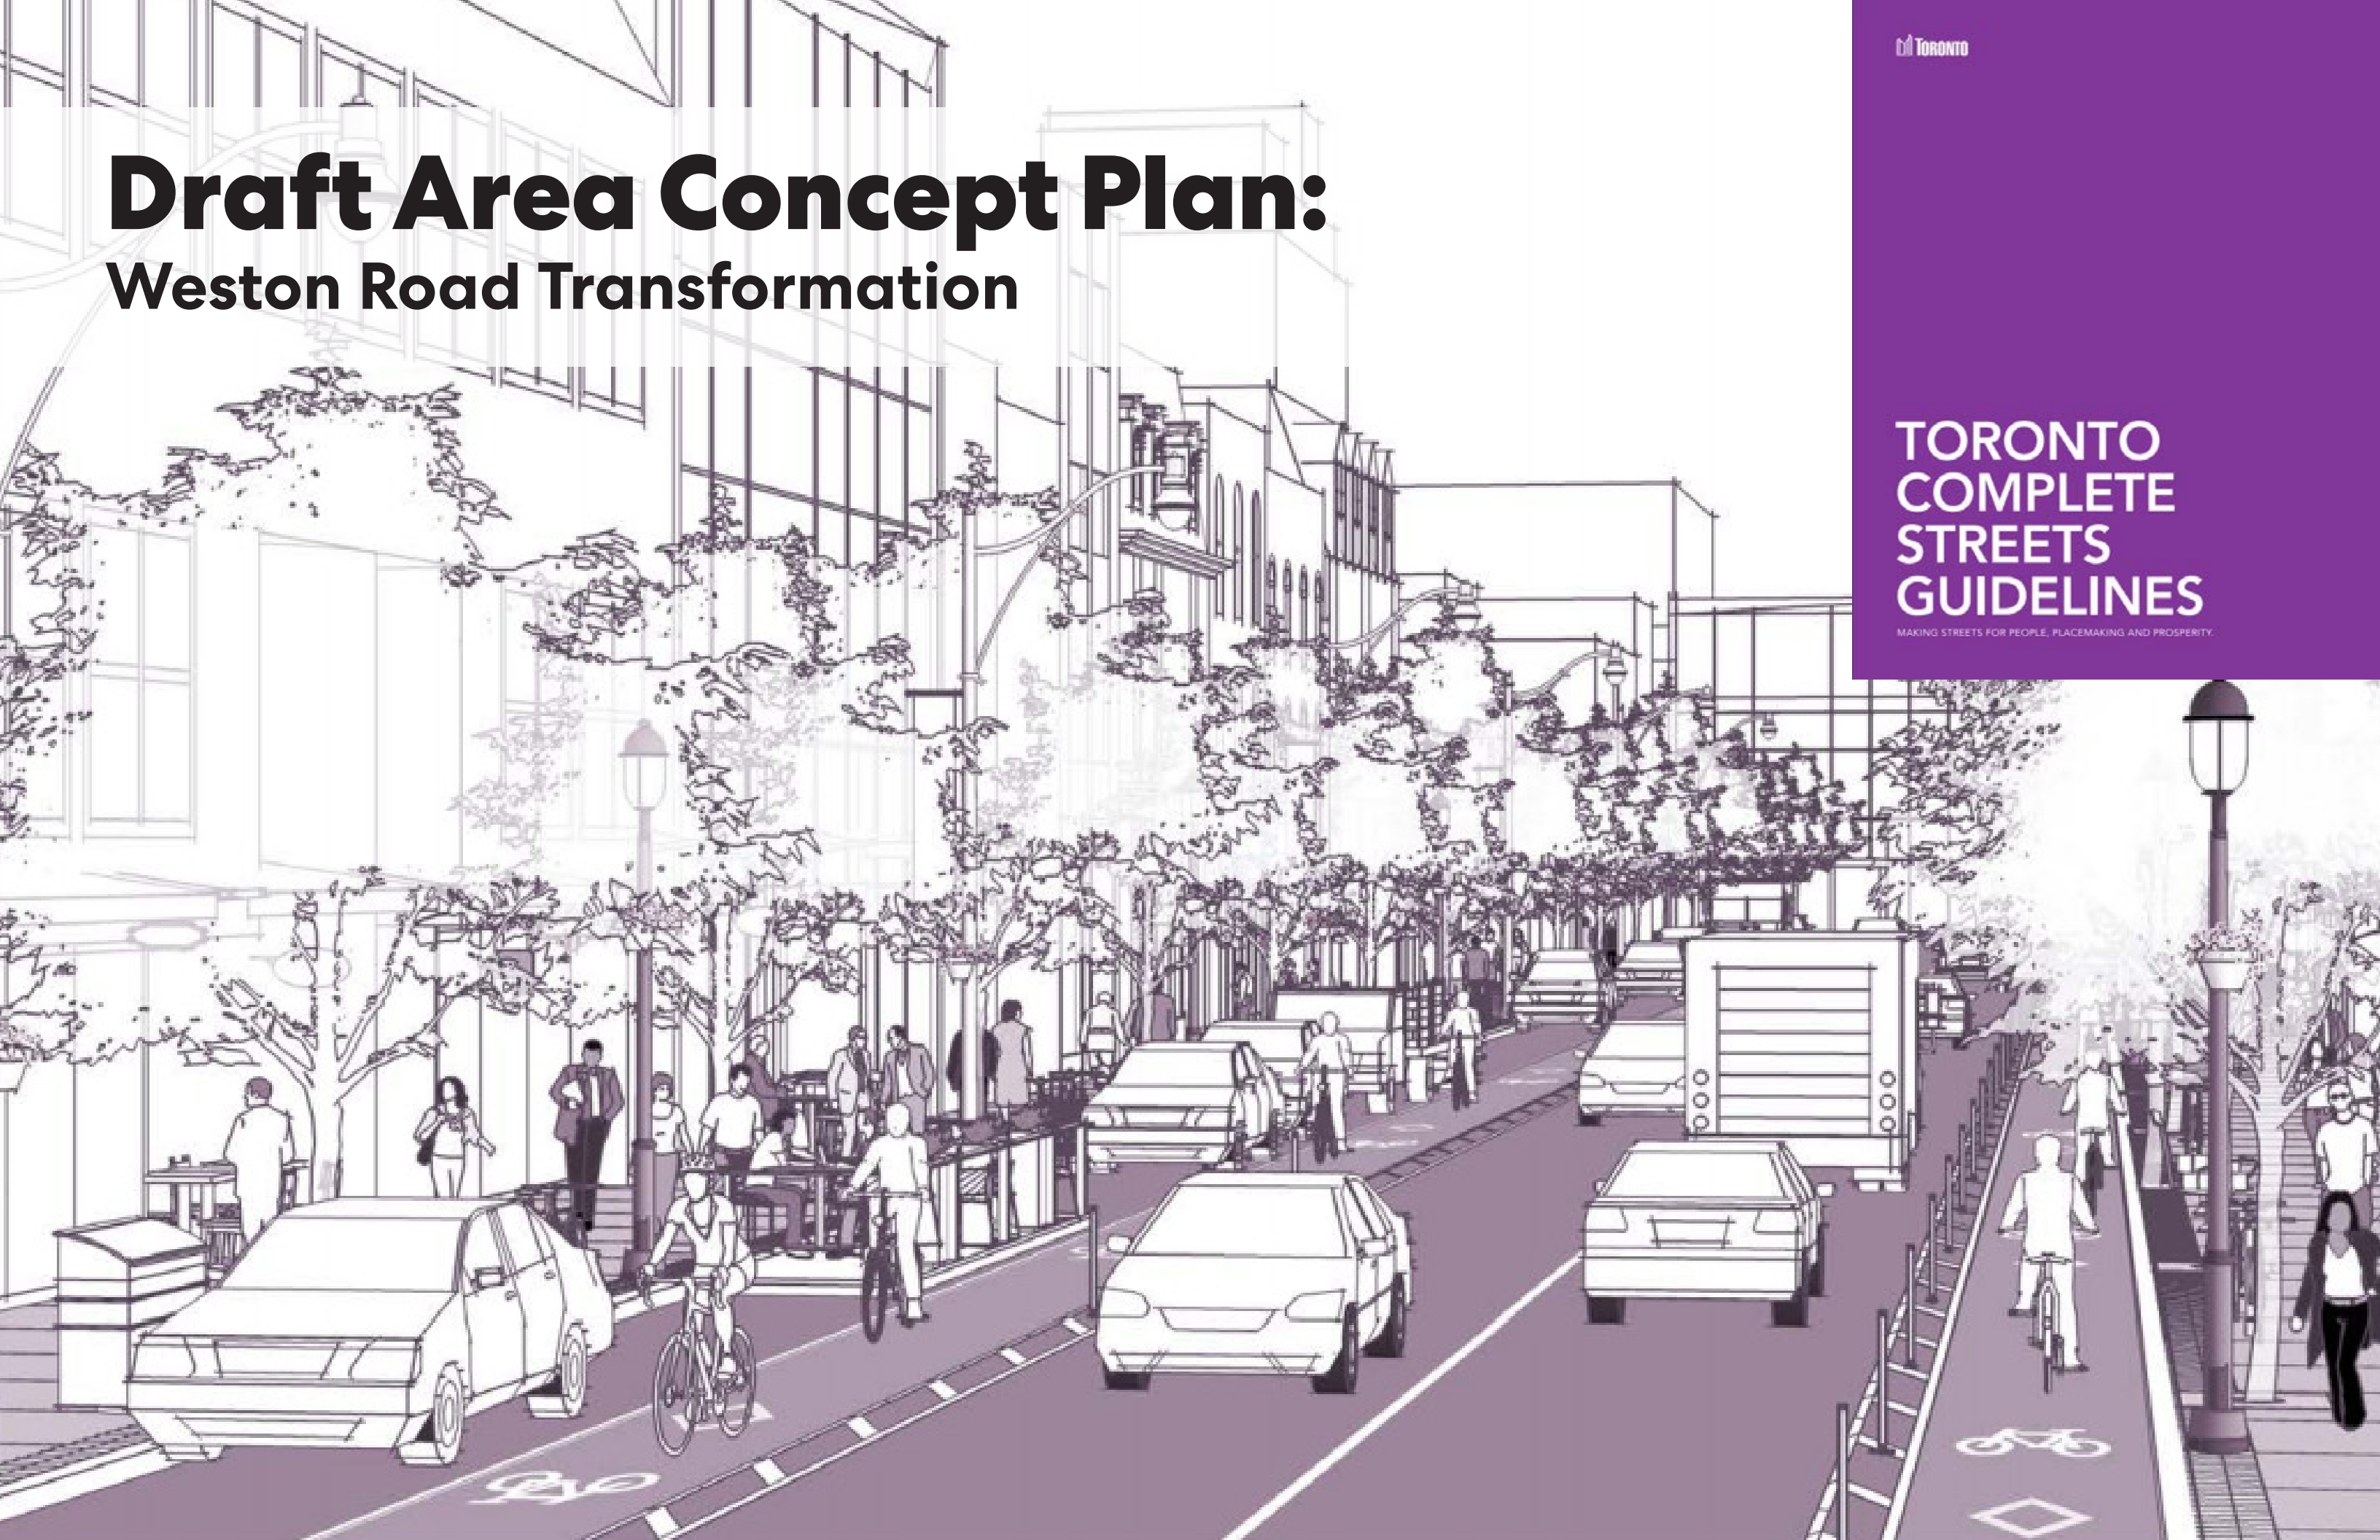 Draft Area Concept Plan:
Weston Road Transformation
TORONTO
TORONTO
COMPLETE
STREETS
GUIDELINES
MAKING STREETS FOR PEOPLE, PLACEMAKING AND PROSPERITY.